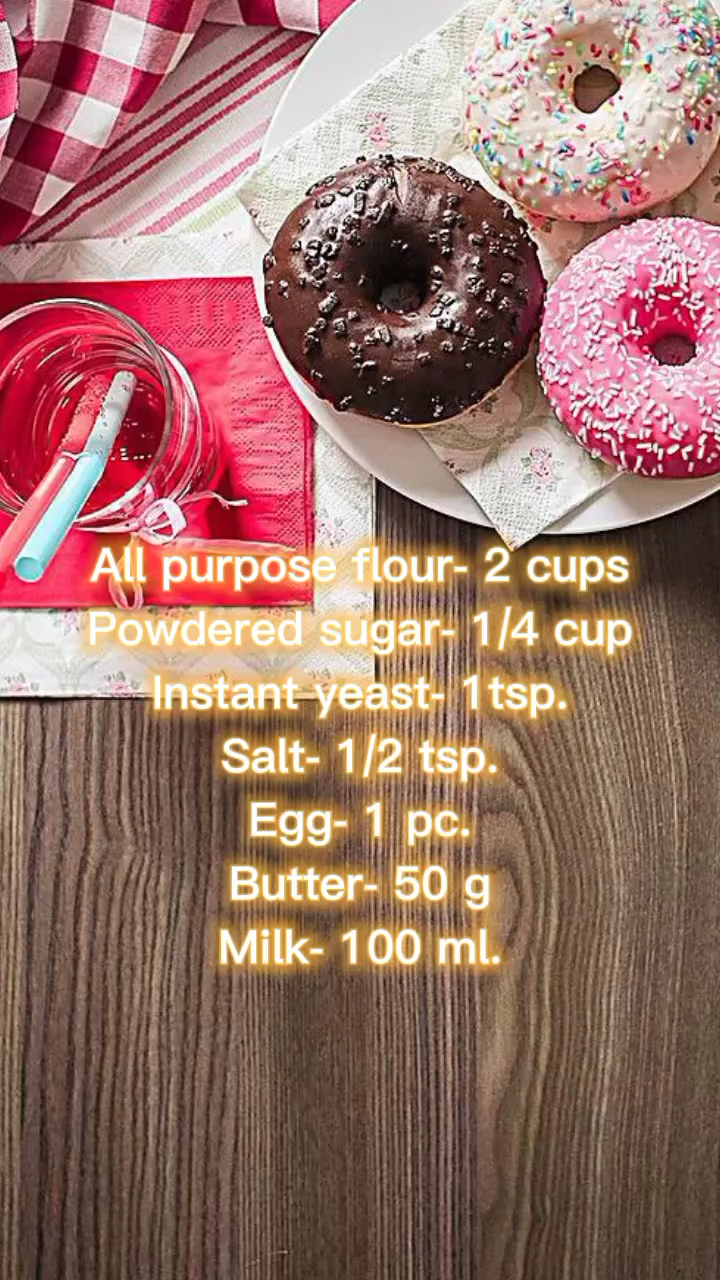 All purpose flour- 2 cups
Powdered sugar- 1/4 cup
Instant yeast- 1tsp.
Salt- 1/2 tsp.
Egg- 1 pc.
Butter- 50 g
Milk- 100 ml.